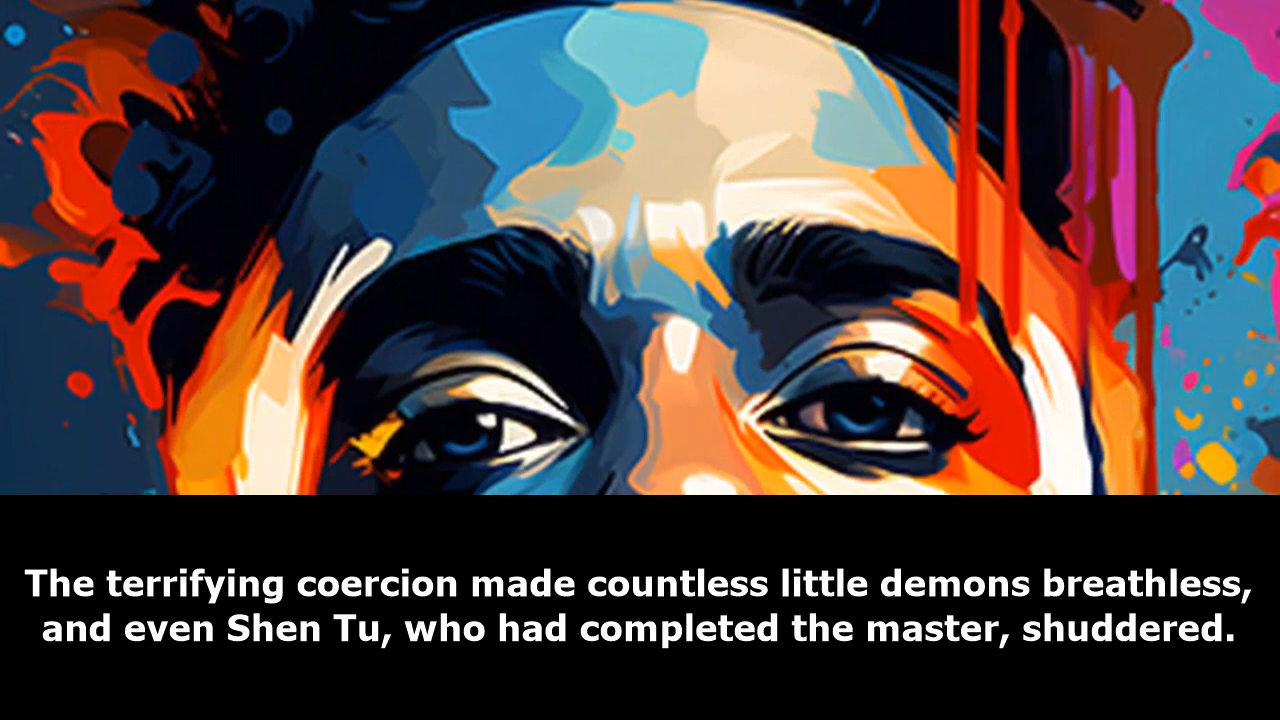 The terrifying coercion made countless little demons breathless,
and even Shen Tu, who had completed the master, shuddered.